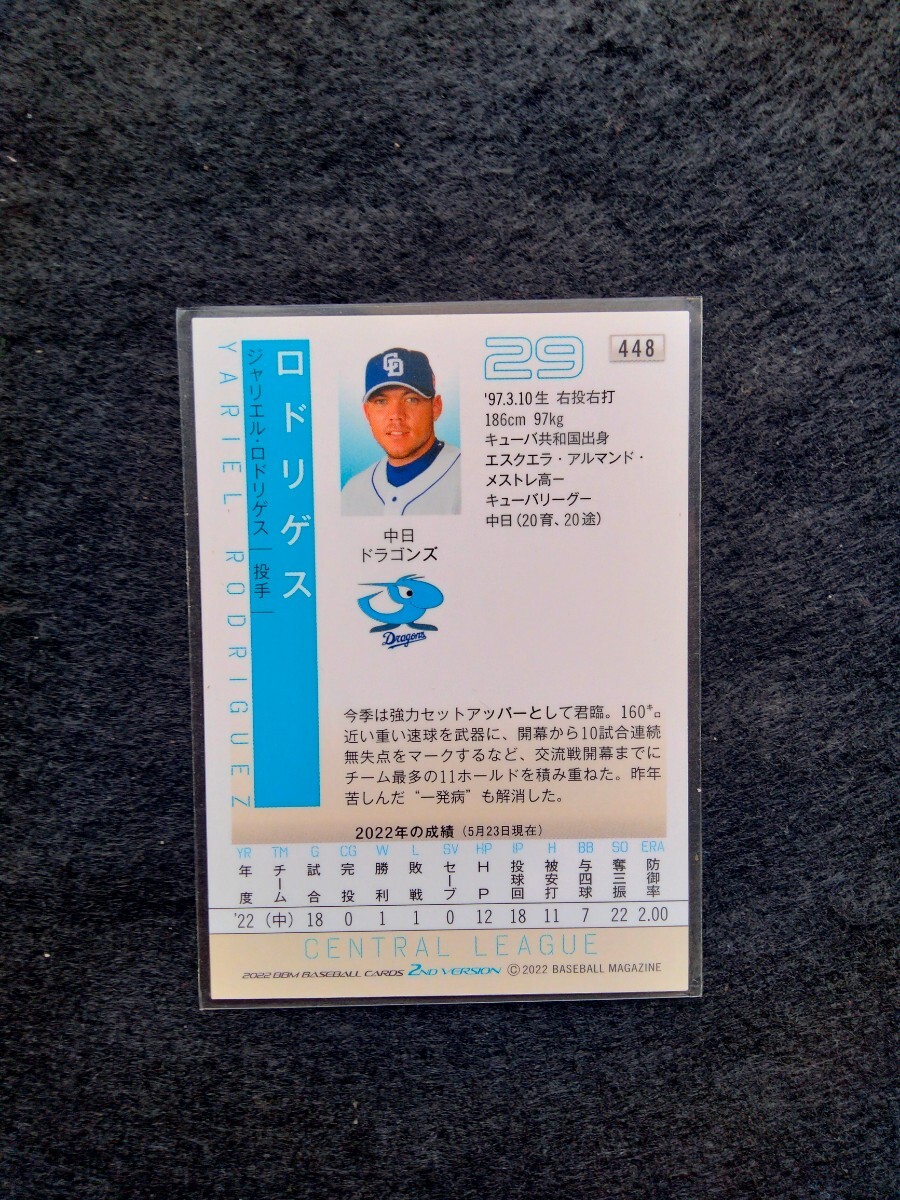 ロドリゲス
ジャリエル・ロドリゲス 投手
YARIEL RODRIGUEZ
CD
中日
ドラゴンズ
Dragons
29
448
'97.3.10生 右投右打
186cm 97kg
キューバ共和国出身
エスクエラ・アルマンド・
メストレ高ー
キューバリーグー
中日(20育、20途)
今季は強力セットアッパーとして君臨。160㌔
近い重い速球を武器に、開幕から10試合連続
無失点をマークするなど、交流戦開幕までに
チーム最多の11ホールドを積み重ねた。昨年
苦しんだ“一発病”も解消した。
2022年の成績(5月23日現在)
YR TM G CG W L SV HP IP H BB SO ERA
年度 チーム 試合 完投 勝利 敗戦 セーブ HP 投球回 被安打 与四球 奪三振 防御率
'22 (中) 18 0 1 1 0 12 18 11 7 22 2.00
CENTRAL LEAGUE
2022 BBM BASEBALL CARDS 2ND VERSION ©2022 BASEBALL MAGAZINE